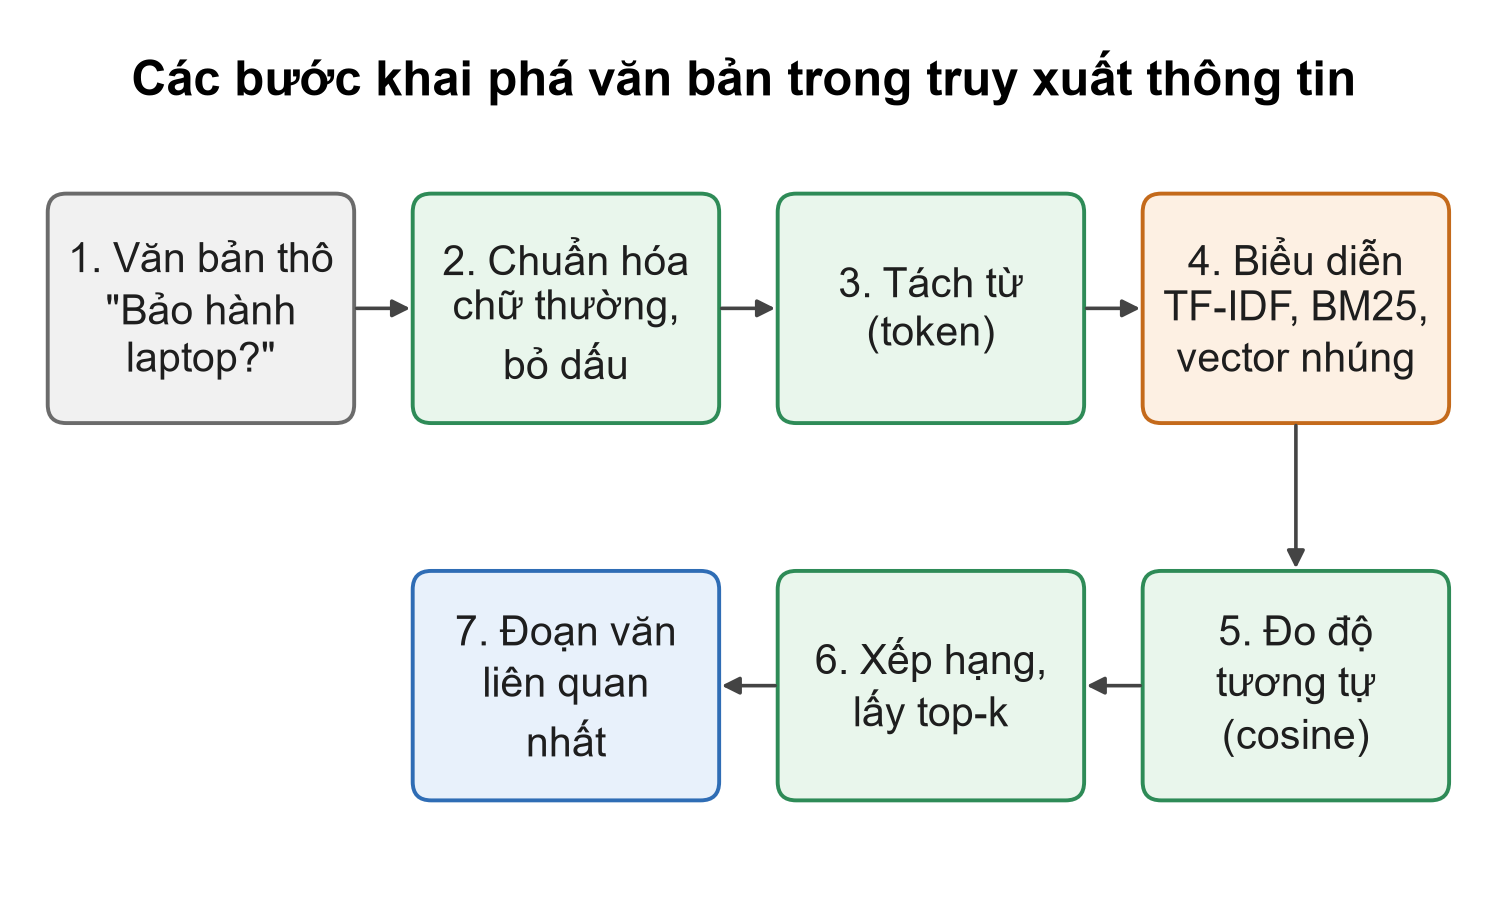 Các bước khai phá văn bản trong truy xuất thông tin
1. Văn bản thô
"Bảo hành
laptop?"
2. Chuẩn hóa
chữ thường,
bỏ dấu
3. Tách từ
(token)
4. Biểu diễn
TF-IDF, BM25,
vector nhúng
5. Đo độ
tương tự
(cosine)
6. Xếp hạng,
lấy top-k
7. Đoạn văn
liên quan
nhất